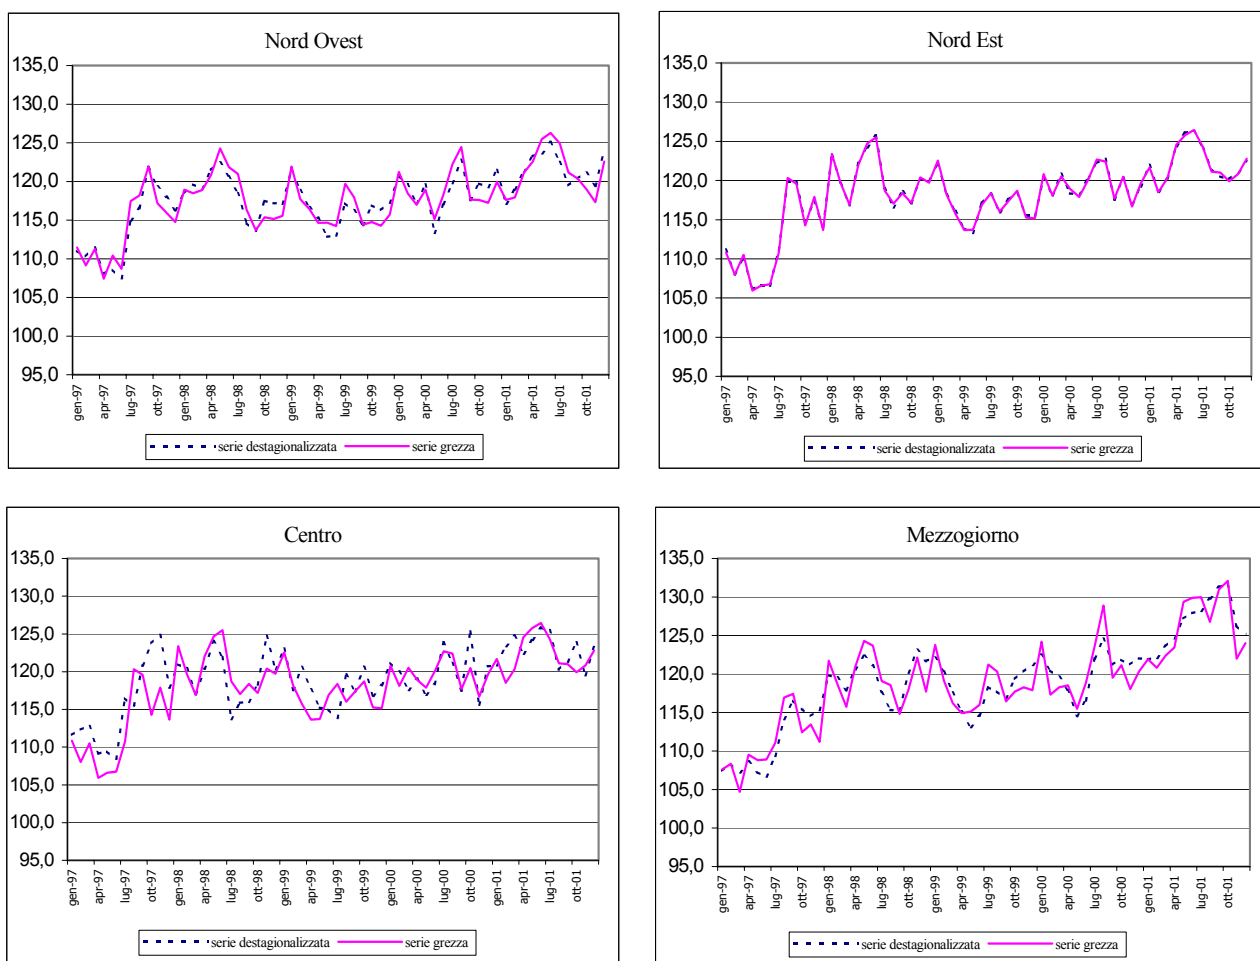 Nord Ovest
135,0
130,0
125,0
120,0
115,0
110,0
105,0
100,0
95,0
gen-97
apr-97
lug-97
ott-97
gen-98
apr-98
lug-98
ott-98
gen-99
apr-99
lug-99
ott-99
gen-00
apr-00
lug-00
ott-00
gen-01
apr-01
lug-01
ott-01
serie destagionalizzata serie grezza
Nord Est
135,0
130,0
125,0
120,0
115,0
110,0
105,0
100,0
95,0
gen-97
apr-97
lug-97
ott-97
gen-98
apr-98
lug-98
ott-98
gen-99
apr-99
lug-99
ott-99
gen-00
apr-00
lug-00
ott-00
gen-01
apr-01
lug-01
ott-01
serie destagionalizzata serie grezza
Centro
135,0
130,0
125,0
120,0
115,0
110,0
105,0
100,0
95,0
gen-97
apr-97
lug-97
ott-97
gen-98
apr-98
lug-98
ott-98
gen-99
apr-99
lug-99
ott-99
gen-00
apr-00
lug-00
ott-00
gen-01
apr-01
lug-01
ott-01
serie destagionalizzata serie grezza
Mezzogiorno
135,0
130,0
125,0
120,0
115,0
110,0
105,0
100,0
95,0
gen-97
apr-97
lug-97
ott-97
gen-98
apr-98
lug-98
ott-98
gen-99
apr-99
lug-99
ott-99
gen-00
apr-00
lug-00
ott-00
gen-01
apr-01
lug-01
ott-01
serie destagionalizzata serie grezza